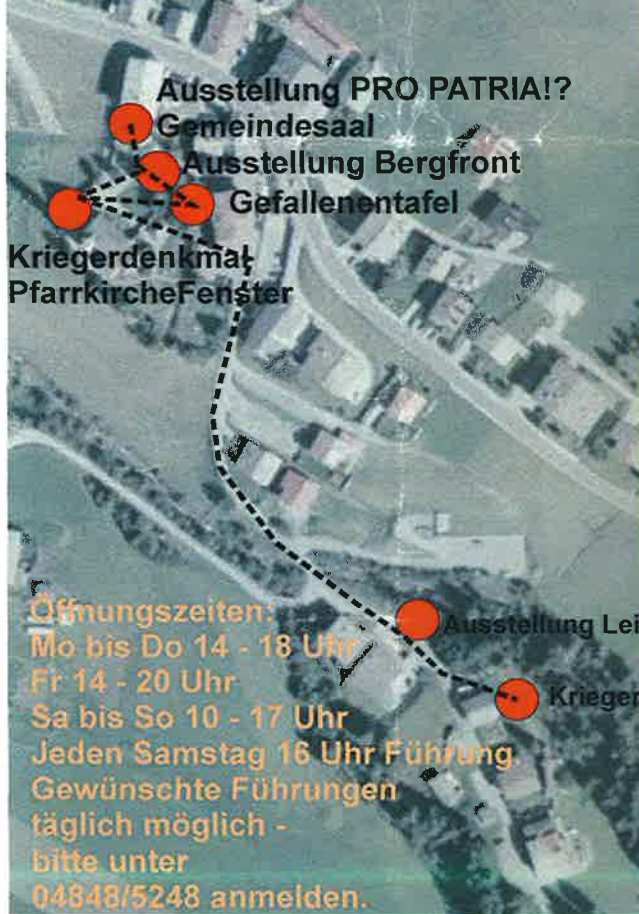 Ausstellung PRO PATRIA!?
Gemeindesaal
Ausstellung Bergfront
Gefallenentafel
Kriegerdenkmal
PfarrkircheFenster
Öffnungszeiten:
Mo bis Do 14 - 18 Uhr
Fr 14 - 20 Uhr
Sa bis So 10 - 17 Uhr
Jeden Samstag 16 Uhr Führung.
Gewünschte Führungen
täglich möglich -
bitte unter
04848/5248 anmelden.
Ausstellung Lei
Krieger